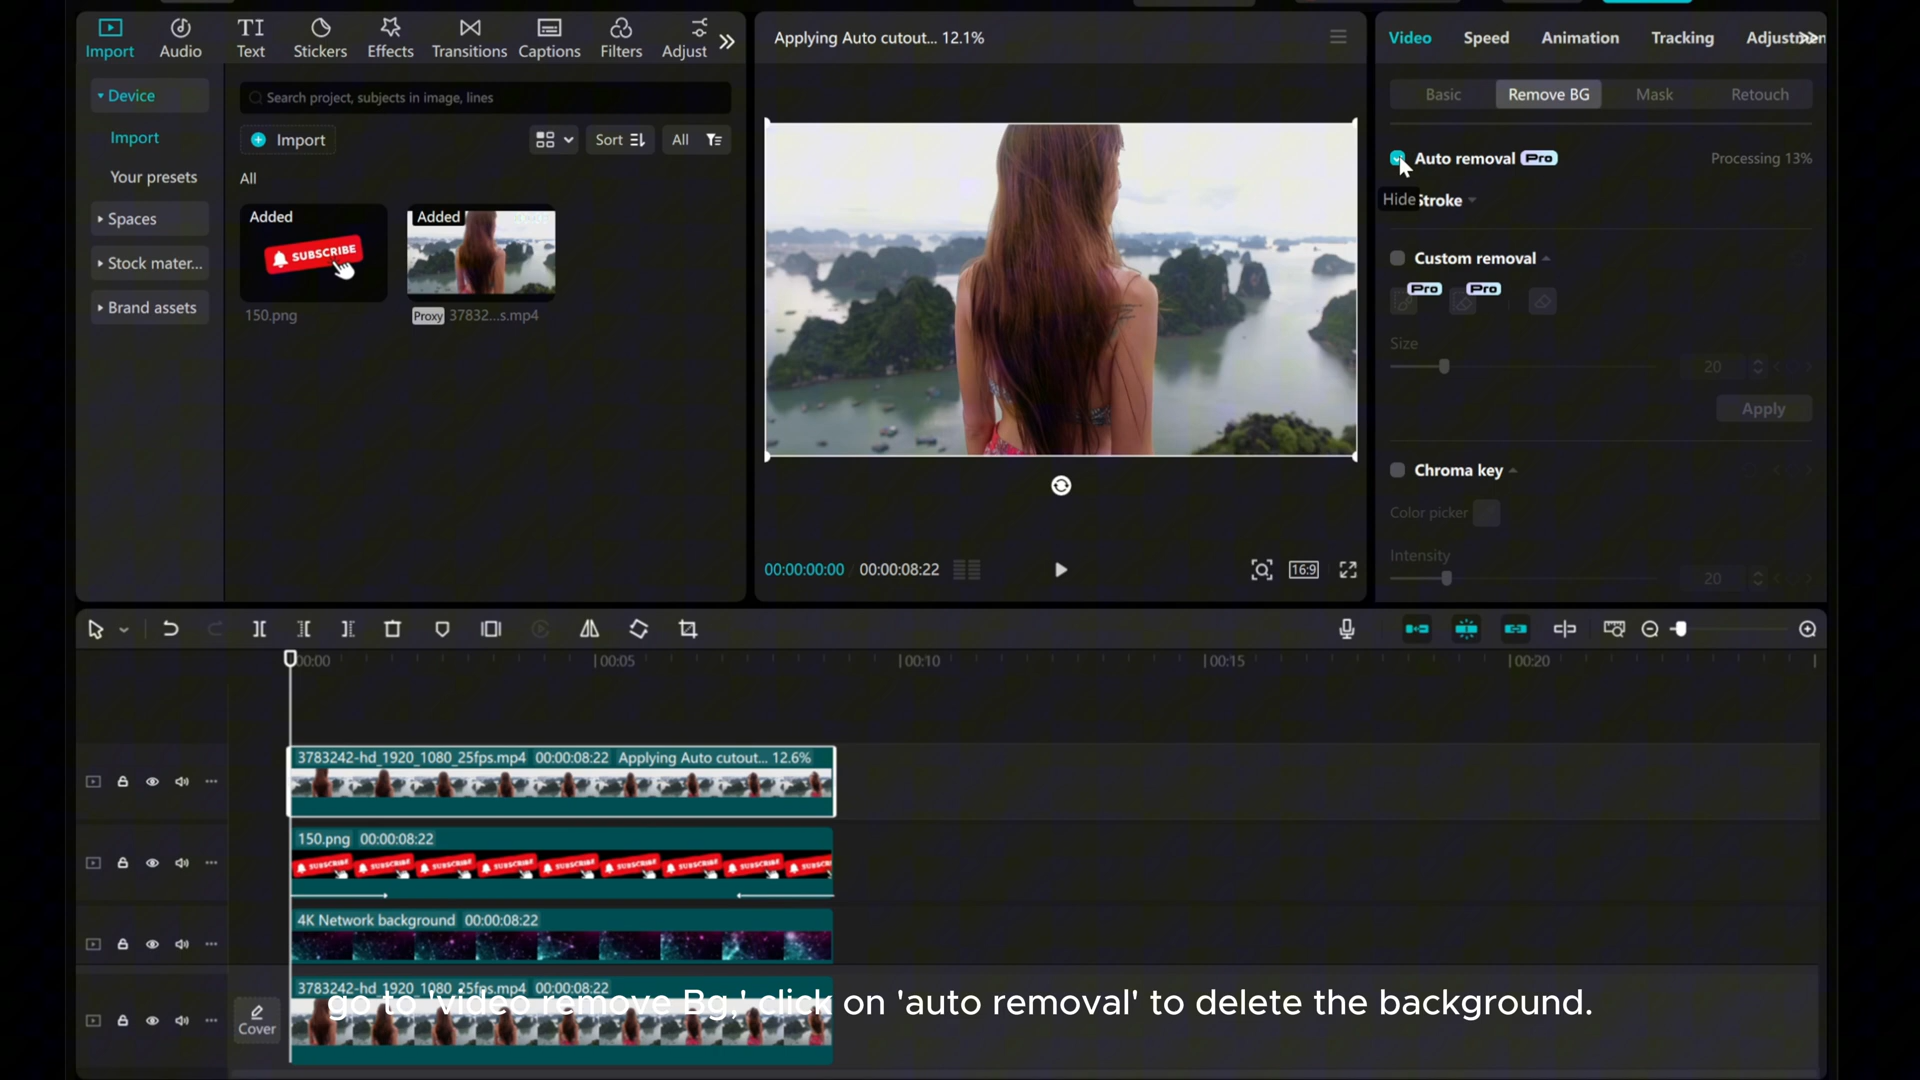 Import
Audio
Text
Stickers
Effects
Transitions
Captions
Filters
Adjust
Device
Import
Your presets
Spaces
Stock mater...
Brand assets
Search project, subjects in image, lines
Import
Sort
All
All
Added
SUBSCRIBE
150.png
Added
Proxy 37832...s.mp4
Applying Auto cutout... 12.1%
00:00:00:00
00:00:08:22
16:9
Video
Speed
Animation
Tracking
Adjustmen
Basic
Remove BG
Mask
Retouch
Auto removal Pro
Processing 13%
Hide
Stroke
Custom removal
Pro
Pro
Size
20
Apply
Chroma key
Color picker
Intensity
20
00:00
00:05
00:10
00:15
00:20
3783242-hd_1920_1080_25fps.mp4 00:00:08:22 Applying Auto cutout... 12.6%
150.png 00:00:08:22
SUBSCRIBE SUBSCRIBE SUBSCRIBE SUBSCRIBE SUBSCRIBE SUBSCRIBE SUBSCRIBE SUBSCRIBE SUBSC
4K Network background 00:00:08:22
Cover
3783242-hd_1920_1080_25fps.mp4 00:00:08:22
go to 'video remove Bg,' click on 'auto removal' to delete the background.